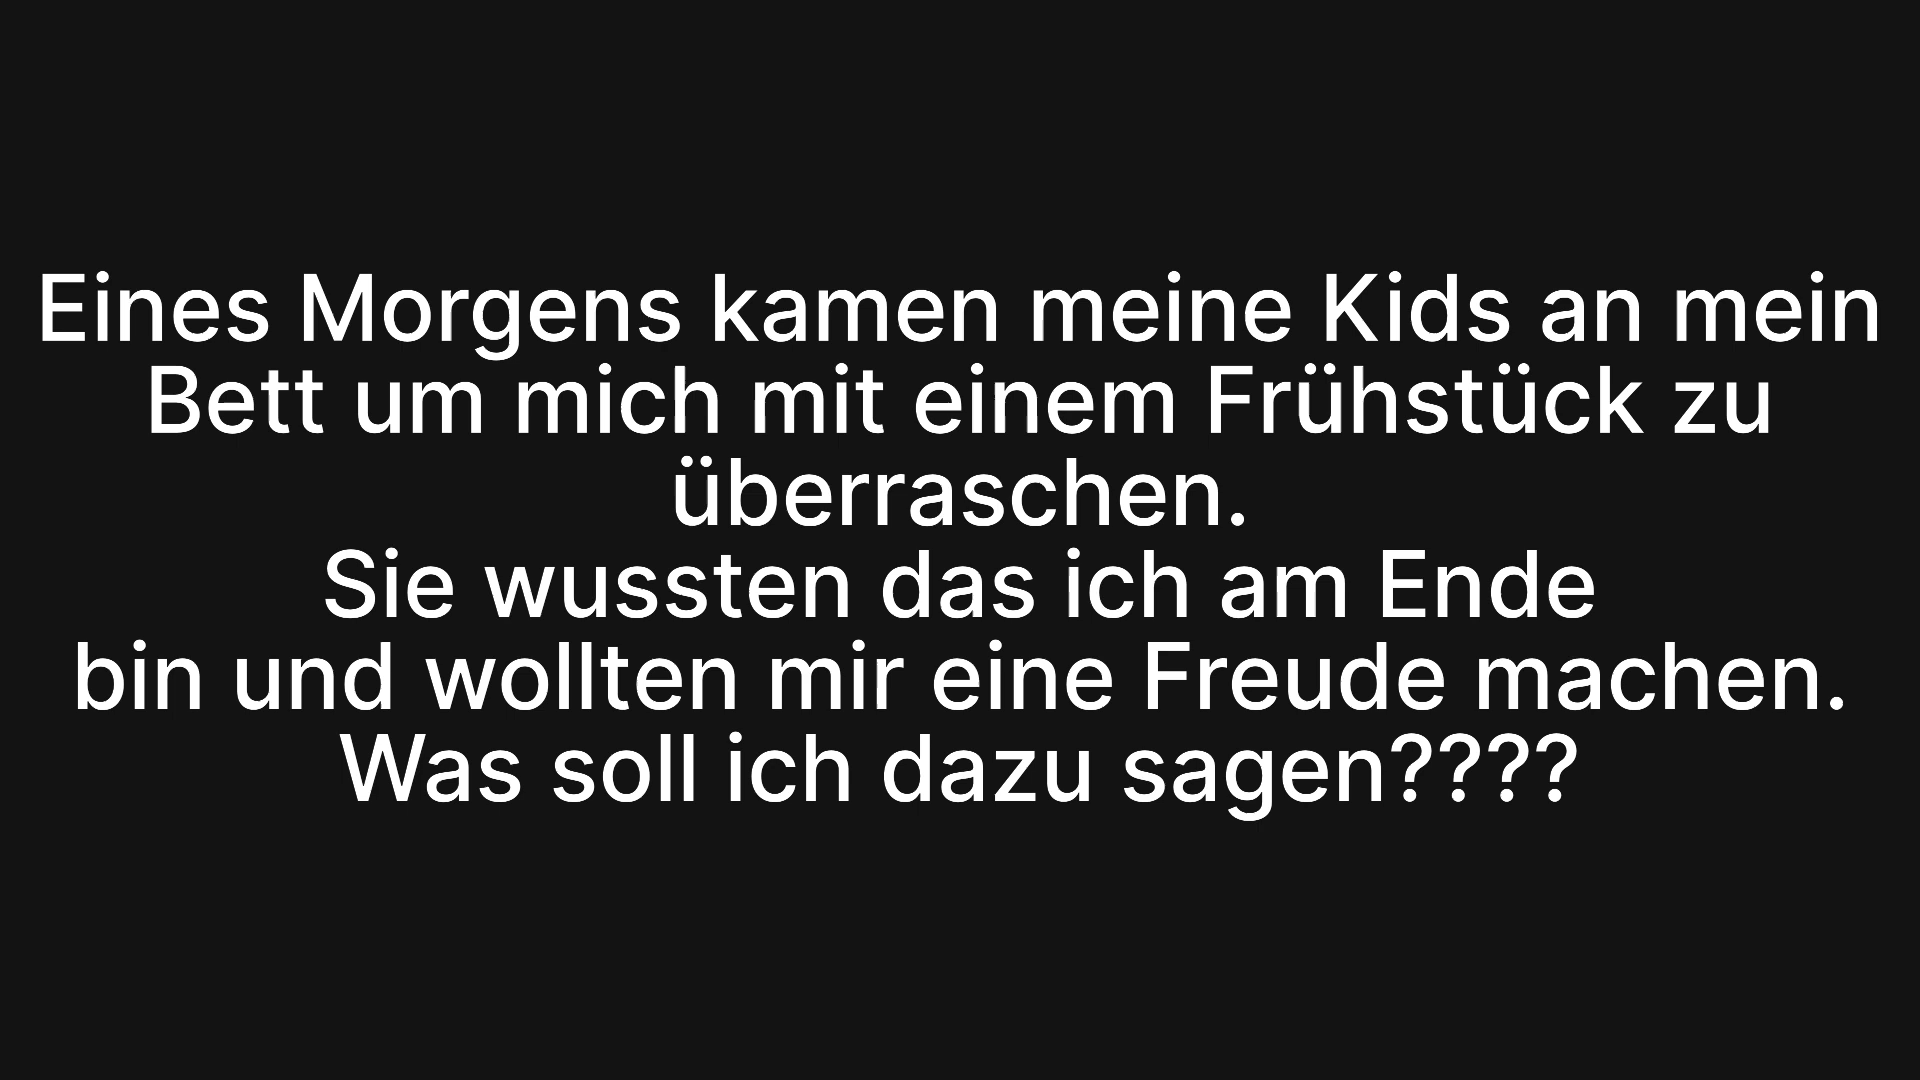 Eines Morgens kamen meine Kids an mein
Bett um mich mit einem Frühstück zu
überraschen.
Sie wussten das ich am Ende
bin und wollten mir eine Freude machen.
Was soll ich dazu sagen????